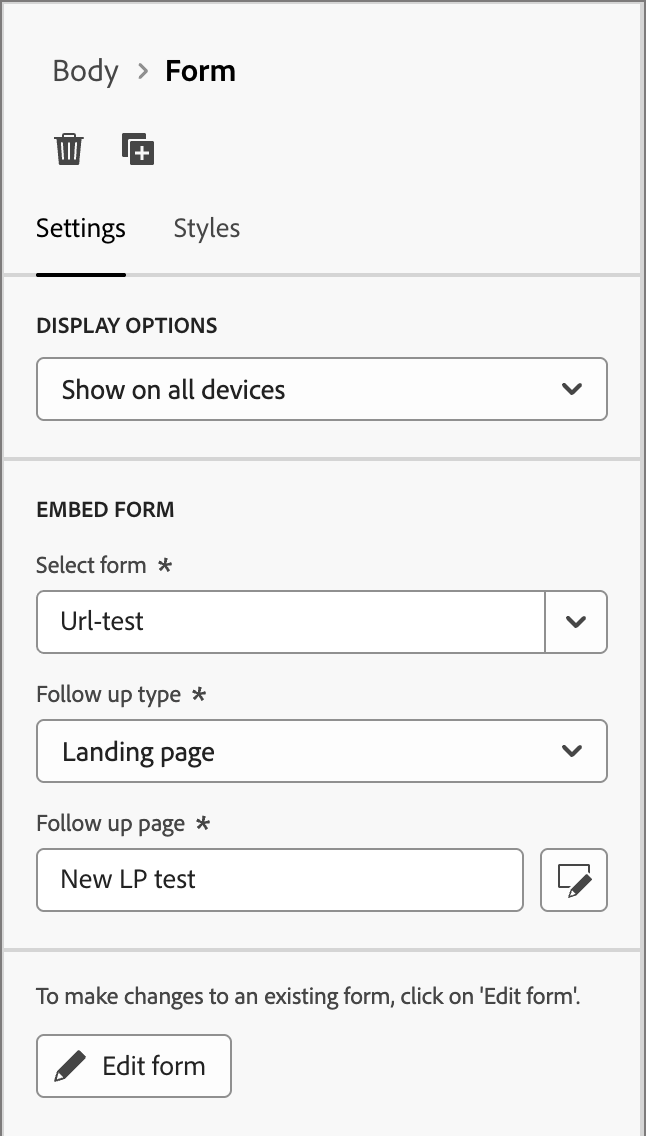 Body > Form
Settings Styles
DISPLAY OPTIONS
Show on all devices
EMBED FORM
Select form *
Url-test
Follow up type *
Landing page
Follow up page *
New LP test
To make changes to an existing form, click on 'Edit form'.
Edit form